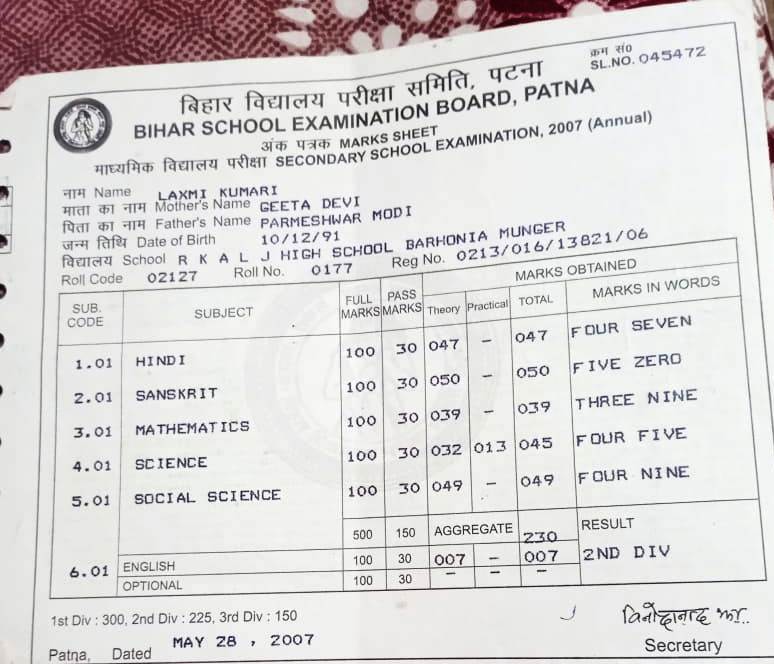 क्रम सं०
SL.NO. 045472
बिहार विद्यालय परीक्षा समिति, पटना
BIHAR SCHOOL EXAMINATION BOARD, PATNA
अंक पत्रक MARKS SHEET
माध्यमिक विद्यालय परीक्षा SECONDARY SCHOOL EXAMINATION, 2007 (Annual)
नाम Name LAXMI KUMARI
माता का नाम Mother's Name GEETA DEVI
पिता का नाम Father's Name PARMESHWAR MODI
जन्म तिथि Date of Birth 10/12/91
विद्यालय School R K A L J HIGH SCHOOL BARHONIA MUNGER
Roll Code 02127 Roll No. 0177 Reg No. 0213/016/13821/06
SUB. CODE SUBJECT FULL MARKS PASS MARKS MARKS OBTAINED
Theory Practical TOTAL MARKS IN WORDS
1.01 HINDI 100 30 047 - 047 FOUR SEVEN
2.01 SANSKRIT 100 30 050 - 050 FIVE ZERO
3.01 MATHEMATICS 100 30 039 - 039 THREE NINE
4.01 SCIENCE 100 30 032 013 045 FOUR FIVE
5.01 SOCIAL SCIENCE 100 30 049 - 049 FOUR NINE
500 150 AGGREGATE 230 RESULT
6.01 ENGLISH 100 30 007 - 007 2ND DIV
OPTIONAL 100 30 - - -
1st Div : 300, 2nd Div : 225, 3rd Div : 150
Patna, Dated MAY 28 , 2007
Secretary